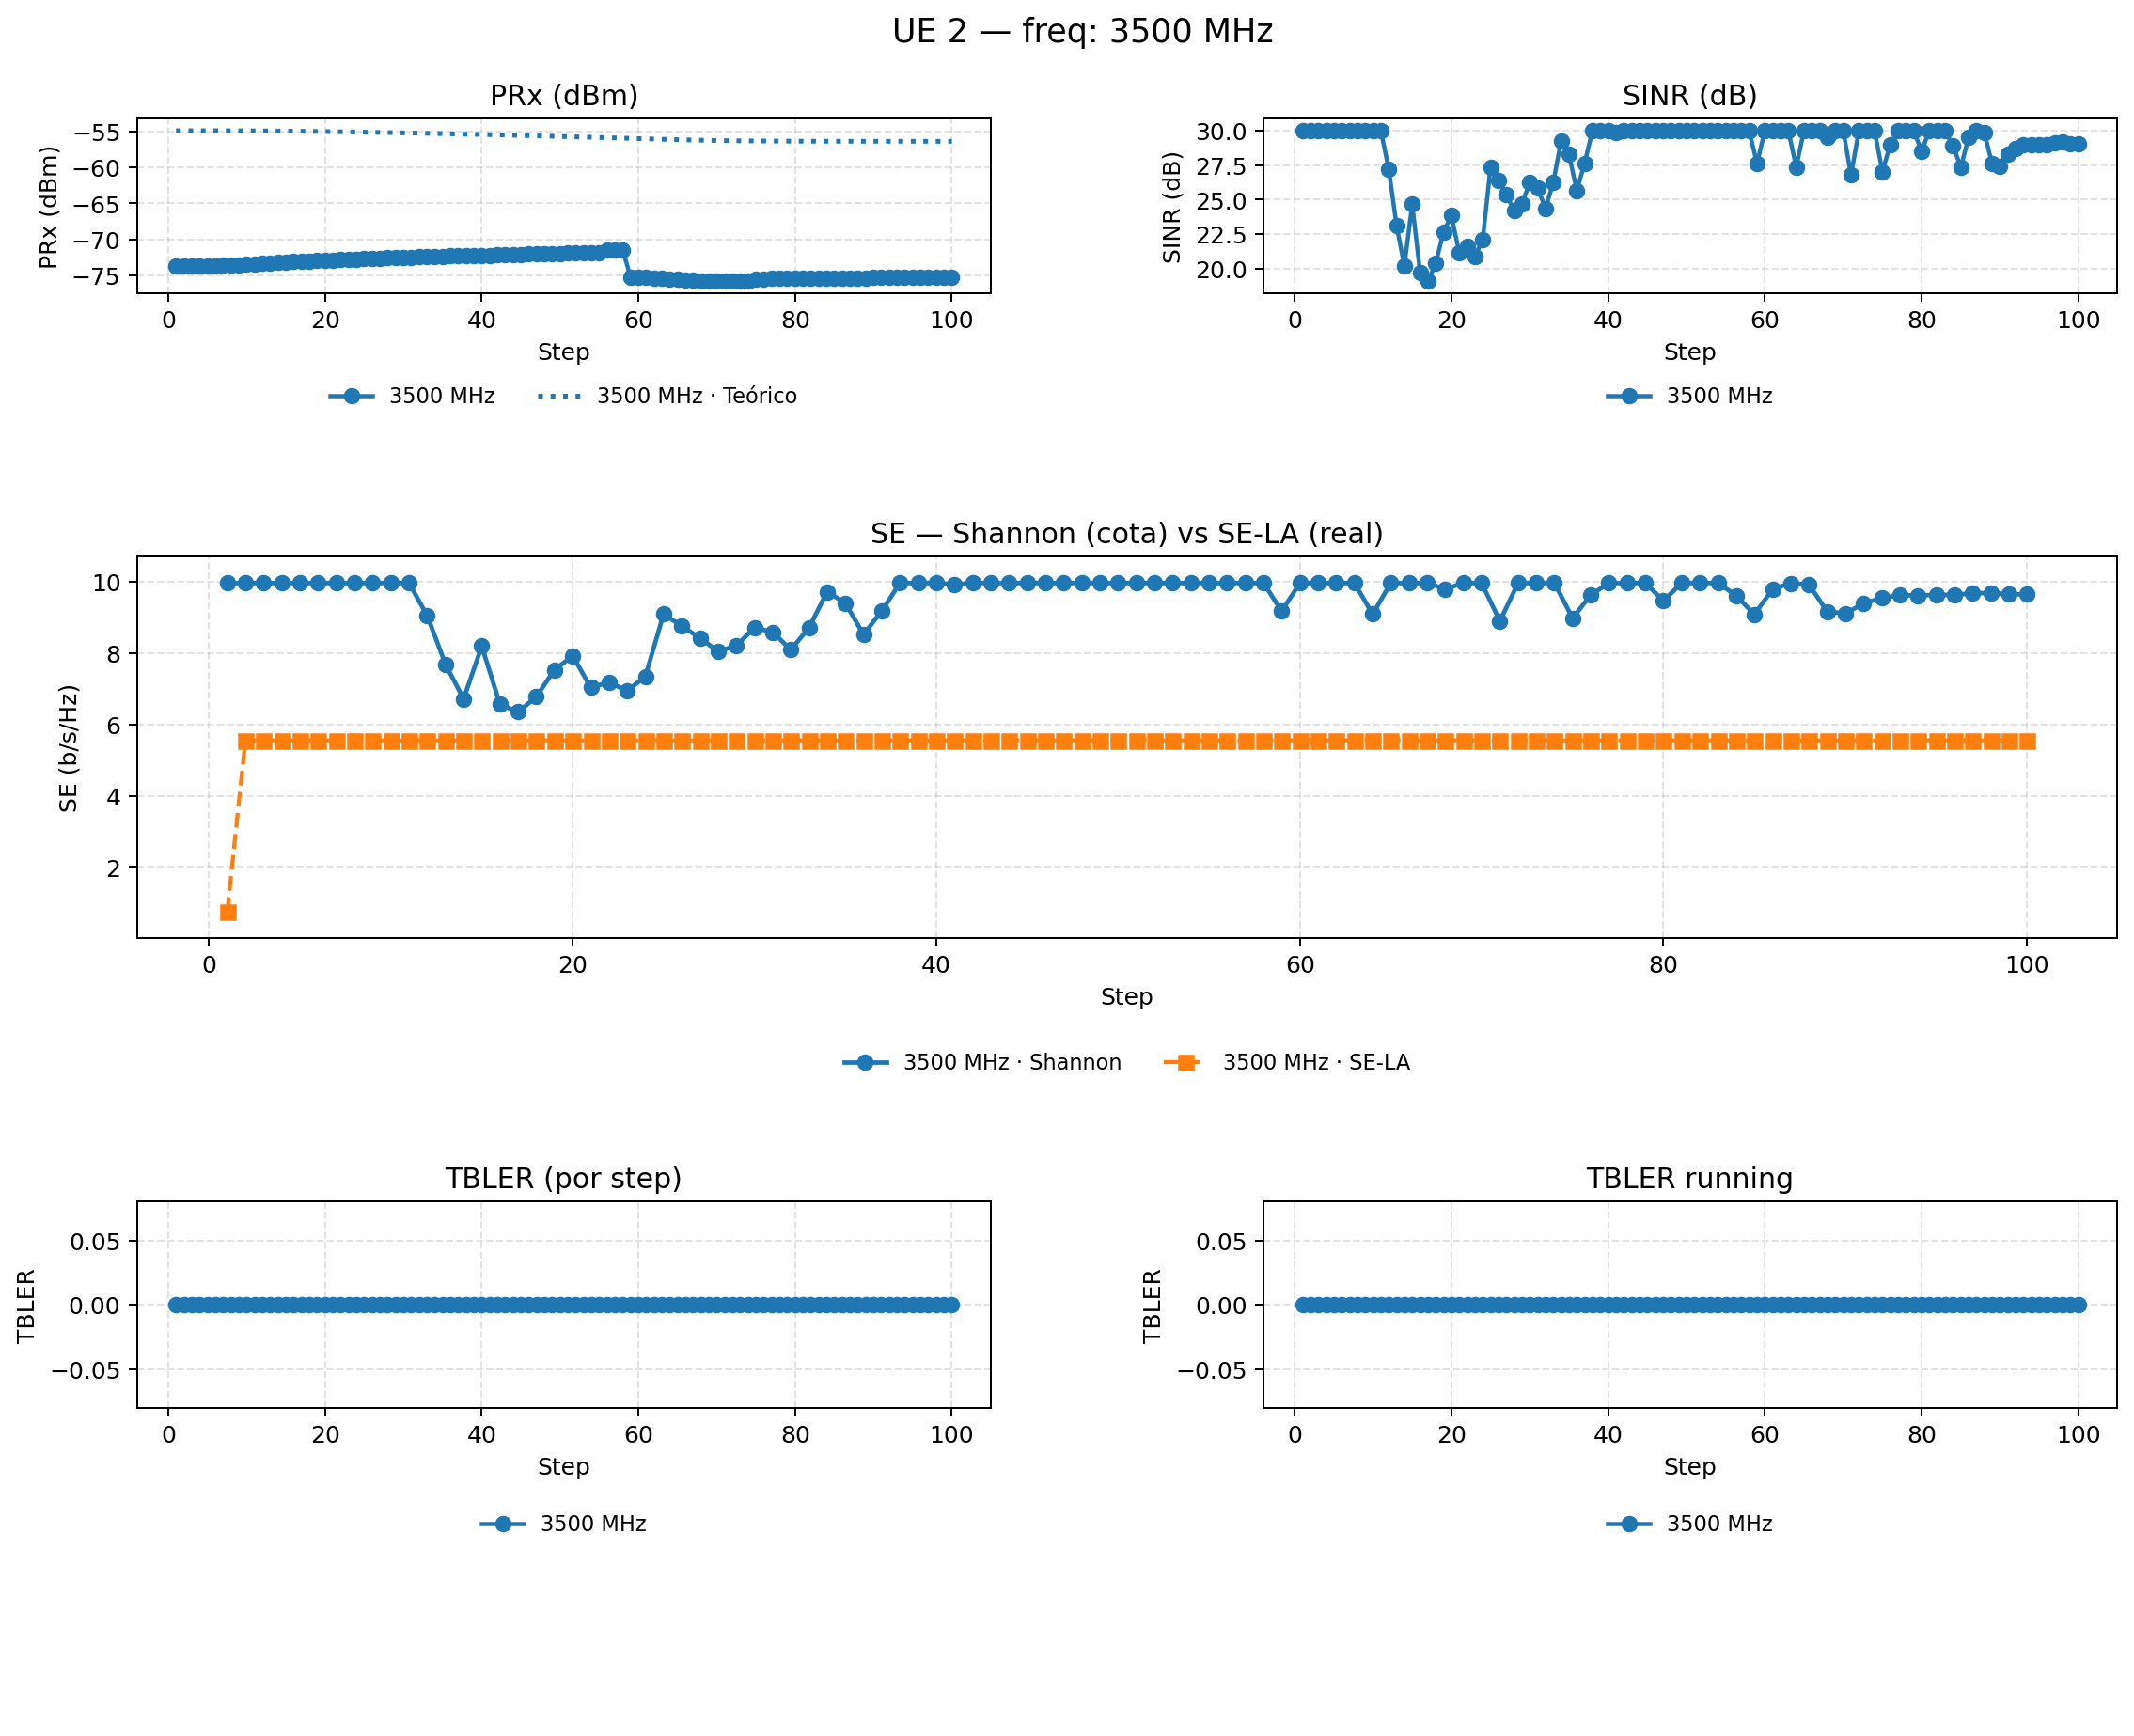 UE 2 — freq: 3500 MHz
PRx (dBm)
PRx (dBm)
−55
−60
−65
−70
−75
0 20 40 60 80 100
Step
3500 MHz 3500 MHz · Teórico
SINR (dB)
SINR (dB)
30.0
27.5
25.0
22.5
20.0
0 20 40 60 80 100
Step
3500 MHz
SE — Shannon (cota) vs SE-LA (real)
SE (b/s/Hz)
10
8
6
4
2
0 20 40 60 80 100
Step
3500 MHz · Shannon 3500 MHz · SE-LA
TBLER (por step)
TBLER
0.05
0.00
−0.05
0 20 40 60 80 100
Step
3500 MHz
TBLER running
TBLER
0.05
0.00
−0.05
0 20 40 60 80 100
Step
3500 MHz